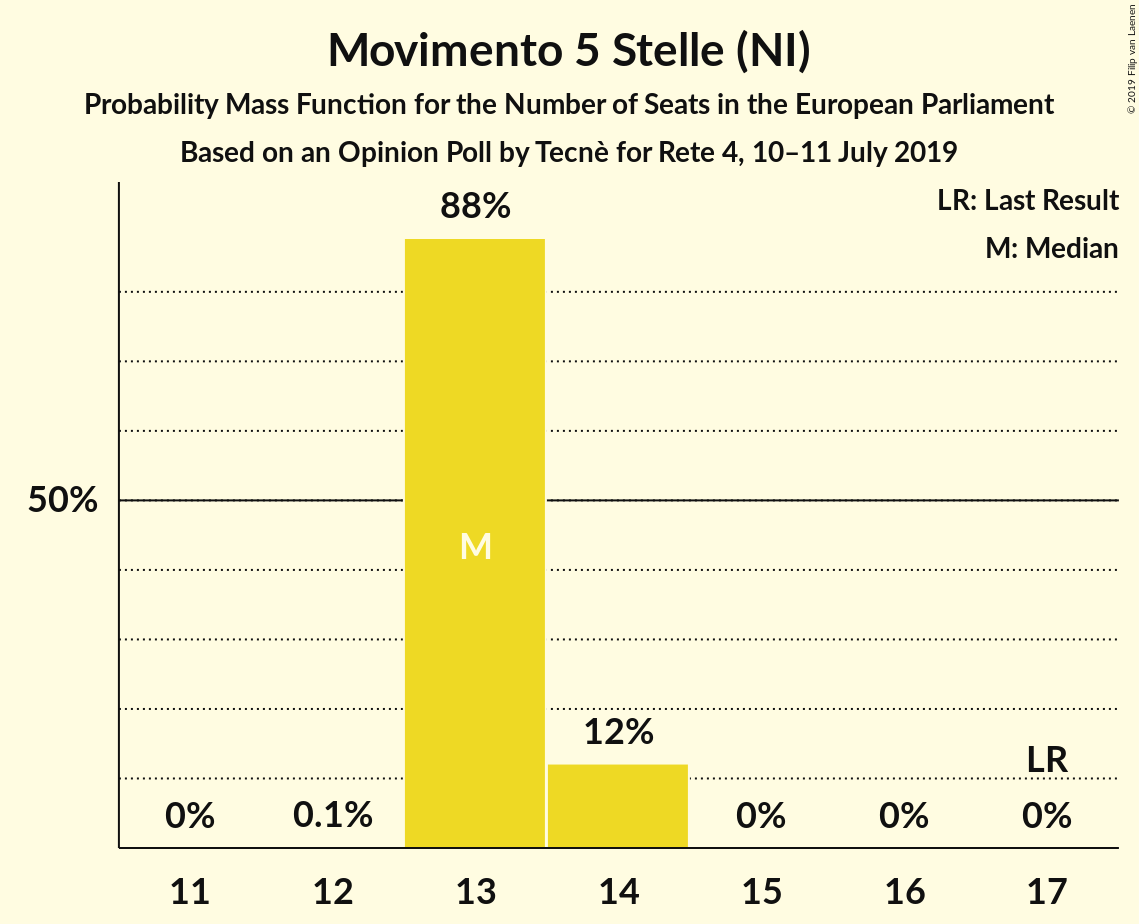 Movimento 5 Stelle (NI)
Probability Mass Function for the Number of Seats in the European Parliament
Based on an Opinion Poll by Tecnè for Rete 4, 10–11 July 2019
© 2019 Filip van Laenen
LR: Last Result
M: Median
88%
50%
M
12%
LR
0% 0.1% 0% 0% 0%
11 12 13 14 15 16 17